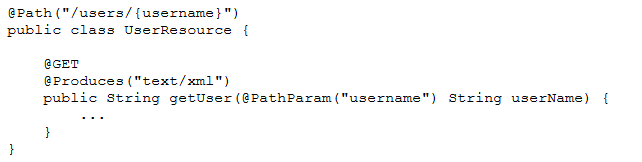 @Path("/users/{username}")
public class UserResource {

    @GET
    @Produces("text/xml")
    public String getUser(@PathParam("username") String userName) {
        ...
    }
}